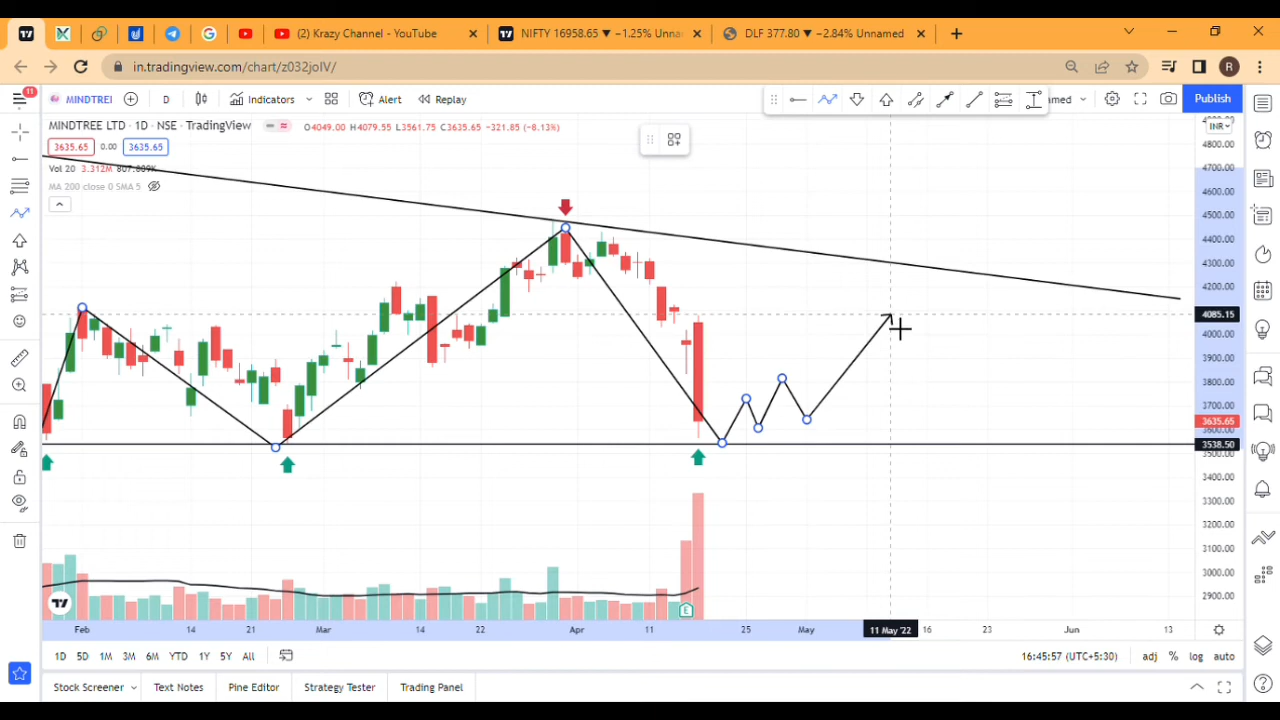 (2) Krazy Channel - YouTube
NIFTY 16958.65 ▼ −1.25% Unna
DLF 377.80 ▼ −2.84% Unnamed
in.tradingview.com/chart/z032joIV/
R
11
MINDTREE
D
Indicators
Alert
Replay
Publish
MINDTREE LTD · 1D · NSE · TradingView
O4049.00 H4079.55 L3561.75 C3635.65 −321.85 (−8.13%)
INR
3635.65 0.00 3635.65
Vol 20 3.312M
MA 200 close 0 SMA 5
4800.00
4700.00
4600.00
4500.00
4400.00
4300.00
4200.00
4085.15
4000.00
3900.00
3800.00
3700.00
3635.65
3538.50
3400.00
3300.00
3200.00
3100.00
3000.00
2900.00
E
Feb 14 21 Mar 14 22 Apr 11 25 May 11 May '22 16 23 Jun 13
1D 5D 1M 3M 6M YTD 1Y 5Y All
16:45:57 (UTC+5:30) adj % log auto
Stock Screener Text Notes Pine Editor Strategy Tester Trading Panel